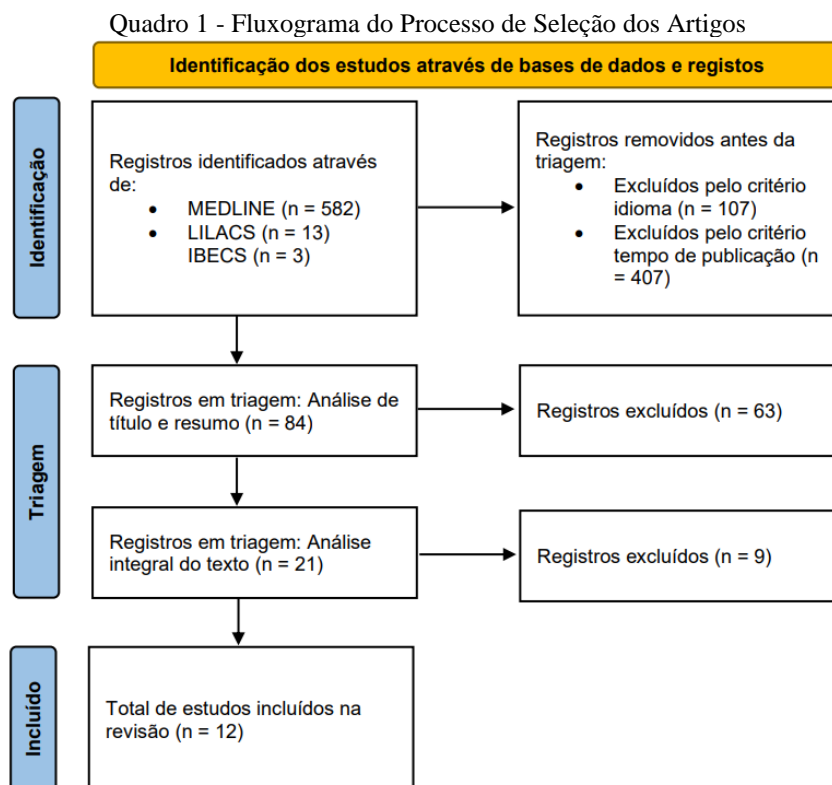 Quadro 1 - Fluxograma do Processo de Seleção dos Artigos
Identificação dos estudos através de bases de dados e registos
Identificação
Registros identificados através
de:
• MEDLINE (n = 582)
• LILACS (n = 13)
IBECS (n = 3)
Registros removidos antes da
triagem:
• Excluídos pelo critério
idioma (n = 107)
• Excluídos pelo critério
tempo de publicação (n
= 407)
Triagem
Registros em triagem: Análise de
título e resumo (n = 84)
Registros excluídos (n = 63)
Registros em triagem: Análise
integral do texto (n = 21)
Registros excluídos (n = 9)
Incluído
Total de estudos incluídos na
revisão (n = 12)